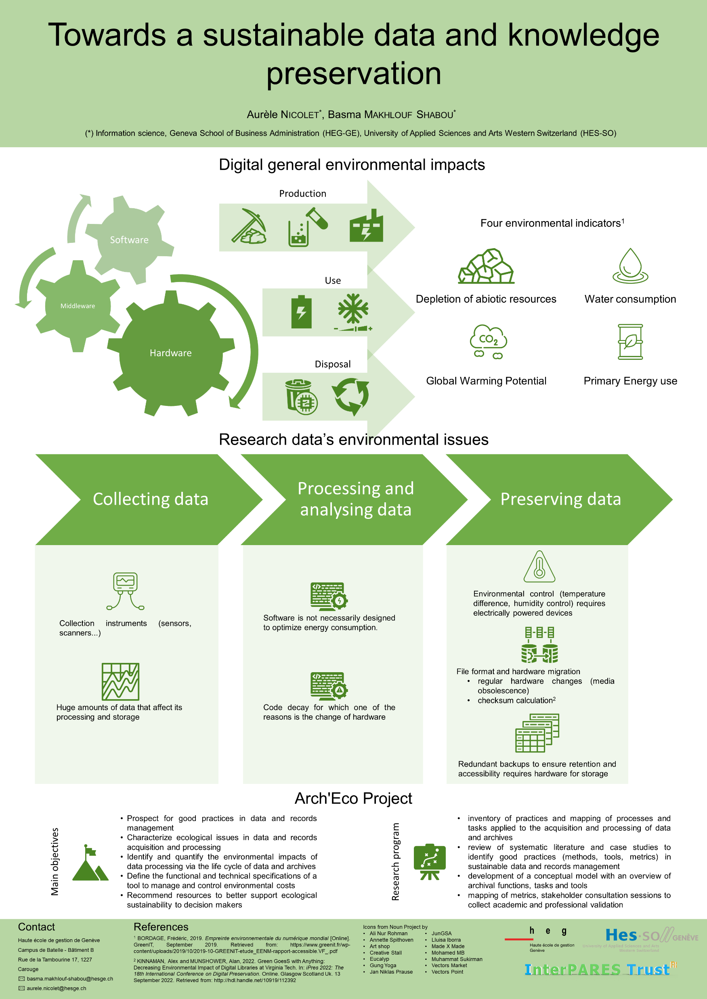 Towards a sustainable data and knowledge
preservation
Aurèle NICOLET*, Basma MAKHLOUF SHABOU*
(*) Information science, Geneva School of Business Administration (HEG-GE), University of Applied Sciences and Arts Western Switzerland (HES-SO)
Digital general environmental impacts
Software
Middleware
Hardware
Production
Use
Disposal
Four environmental indicators¹
Depletion of abiotic resources
Water consumption
CO₂
Global Warming Potential
Primary Energy use
Research data’s environmental issues
Collecting data
Collection instruments (sensors,
scanners...)
Huge amounts of data that affect its
processing and storage
Processing and
analysing data
Software is not necessarily designed
to optimize energy consumption.
Code decay for which one of the
reasons is the change of hardware
Preserving data
Environmental control (temperature
difference, humidity control) requires
electrically powered devices
File format and hardware migration
• regular hardware changes (media
obsolescence)
• checksum calculation²
Redundant backups to ensure retention and
accessibility requires hardware for storage
Arch'Eco Project
Main objectives
• Prospect for good practices in data and records
management
• Characterize ecological issues in data and records
acquisition and processing
• Identify and quantify the environmental impacts of
data processing via the life cycle of data and archives
• Define the functional and technical specifications of a
tool to manage and control environmental costs
• Recommend resources to better support ecological
sustainability to decision makers
Research program
• inventory of practices and mapping of processes and
tasks applied to the acquisition and processing of data
and archives
• review of systematic literature and case studies to
identify good practices (methods, tools, metrics) in
sustainable data and records management
• development of a conceptual model with an overview of
archival functions, tasks and tools
• mapping of metrics, stakeholder consultation sessions to
collect academic and professional validation
Contact
Haute école de gestion de Genève
Campus de Batelle - Bâtiment B
Rue de la Tambourine 17, 1227
Carouge
basma.makhlouf-shabou@hesge.ch
aurele.nicolet@hesge.ch
References
¹ BORDAGE, Frédéric, 2019. Empreinte environnementale du numérique mondial [Online].
GreenIT, September 2019. Retrieved from: https://www.greenit.fr/wp-
content/uploads/2019/10/2019-10-GREENIT-etude_EENM-rapport-accessible.VF_.pdf
² KINNAMAN, Alex and MUNSHOWER, Alan, 2022. Green GoesS with Anything:
Decreasing Environmental Impact of Digital Libraries at Virginia Tech. In: iPres 2022: The
18th International Conference on Digital Preservation. Online. Glasgow Scotland Uk. 13
September 2022. Retrieved from: http://hdl.handle.net/10919/112392
Icons from Noun Project by
• Ali Nur Rohman
• Annette Spithoven
• Art shop
• Creative Stall
• Eucalyp
• Gung Yoga
• Jan Niklas Prause
• JunGSA
• Lluisa Iborra
• Made X Made
• Mohamed MB
• Muhammat Sukirman
• Vectors Market
• Vectors Point
h e g
Haute école de gestion
Genève
Hes·so GENÈVE
University of Applied Sciences and Arts
Western Switzerland
InterPARES Trust AI